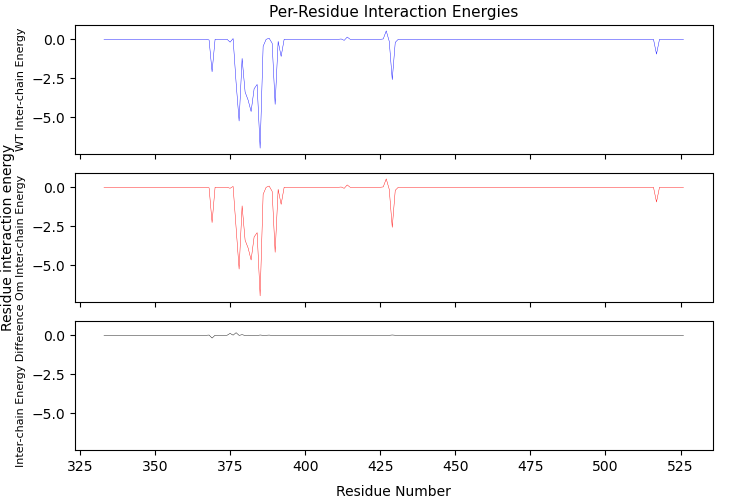 Per-Residue Interaction Energies
Residue interaction energy
WT Inter-chain Energy
0.0
−2.5
−5.0
Om Inter-chain Energy
0.0
−2.5
−5.0
Inter-chain Energy Difference
0.0
−2.5
−5.0
325 350 375 400 425 450 475 500 525
Residue Number